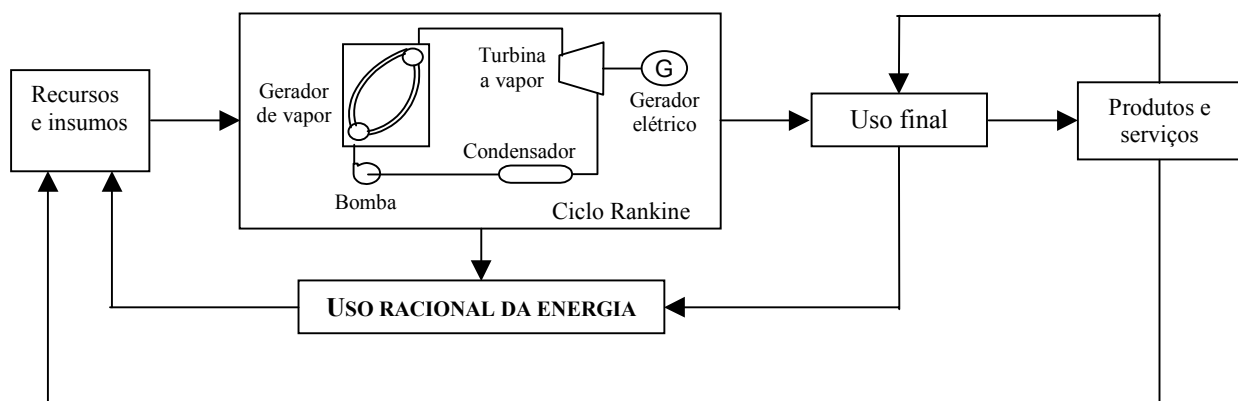 Recursos
e insumos
Gerador
de vapor
Bomba
Turbina
a vapor
G
Gerador
elétrico
Condensador
Ciclo Rankine
Uso final
Produtos e
serviços
USO RACIONAL DA ENERGIA